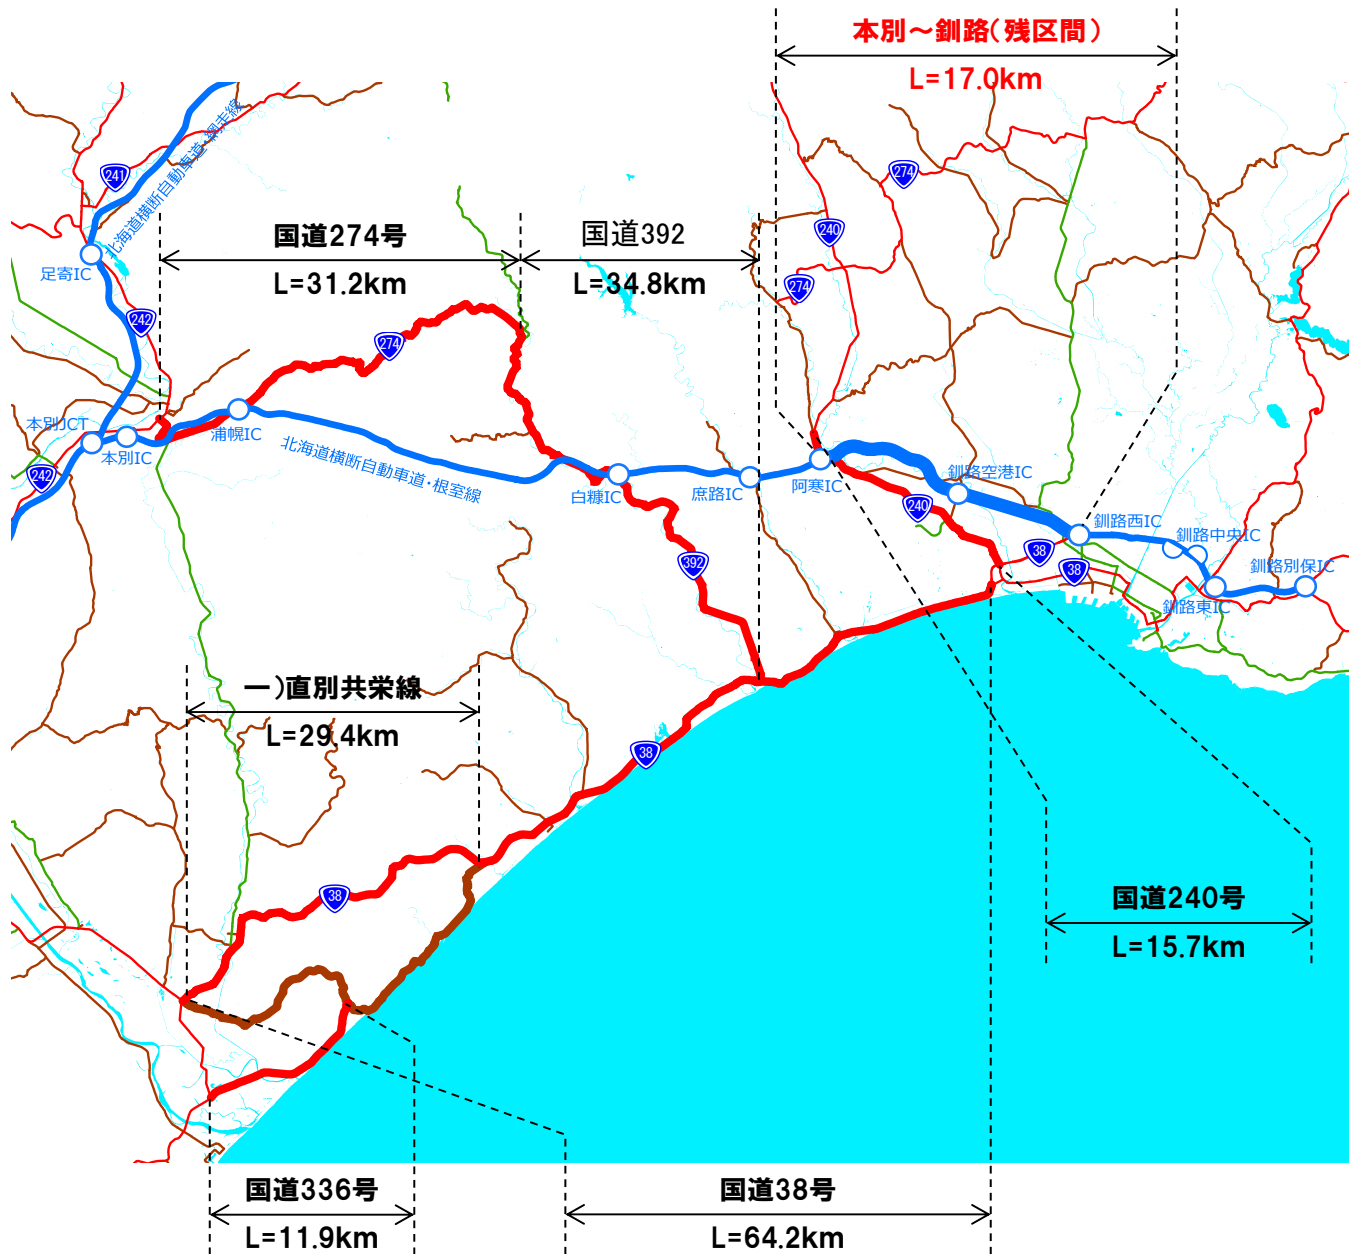 本別～釧路(残区間)
L=17.0km
241
北海道横断自動車道・網走線
274
240
国道274号
国道392
足寄IC
L=31.2km
L=34.8km
274
242
274
本別JCT
浦幌IC
本別IC
北海道横断自動車道・根室線
242
白糠IC
庶路IC
阿寒IC
釧路空港IC
240
釧路西IC
釧路中央IC
38
38
392
釧路別保IC
釧路東IC
一)直別共栄線
L=29.4km
38
38
国道240号
L=15.7km
国道336号
国道38号
L=11.9km
L=64.2km